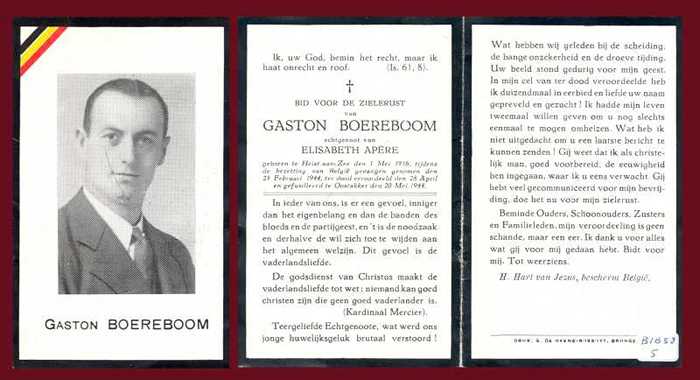 GASTON BOEREBOOM
Ik, uw God, bemin het recht, maar ik
haat onrecht en roof. (Is. 61, 8).
BID VOOR DE ZIELERUST
van
GASTON BOEREBOOM
echtgenoot van
ELISABETH APERE
geboren te Heist-aan-Zee den 1 Mei 1916, tijdens
de bezetting van België gevangen genomen den
23 Februari 1944, ter dood veroordeeld den 28 April
en gefusilleerd te Oostakker den 20 Mei 1944.
In ieder van ons, is er een gevoel, inniger
dan het eigenbelang en dan de banden des
bloeds en de partijgeest, en 't is de noodzaak
en derhalve de wil zich toe te wijden aan
het algemeen welzijn. Dit gevoel is de
vaderlandsliefde.
De godsdienst van Christus maakt de
vaderlandsliefde tot een wet: niemand kan goed
christen zijn die geen goed vaderlander is.
(Kardinaal Mercier).
Teergeliefde Echtgenoote, wat werd ons
jonge huwelijksgeluk brutaal verstoord!
Wat hebben wij geleden bij de scheiding,
de bange onzekerheid en de droeve tijding.
Uw beeld stond gedurig voor mijn geest.
In mijn cel van ter dood veroordeelde heb
ik duizendmaal in eerbied en liefde uw naam
gepreveld en gezucht! Ik hadde mijn leven
tweemaal willen geven om u nog slechts
eenmaal te mogen omhelzen. Wat heb ik
niet uitgedacht om u een laatste bericht te
kunnen zenden! Gij weet dat ik als christe-
lijk man, goed voorbereid, de eeuwigheid
ben ingegaan, waar ik u eens verwacht. Gij
hebt veel gecommuniceerd voor mijn bevrij-
ding, doe het nu voor mijn zielerust.
Beminde Ouders, Schoonouders, Zusters
en Familieleden, mijn veroordeling is geen
schande, maar een eer. Ik dank u voor alles
wat gij voor mij gedaan hebt. Bidt voor
mij. Tot weerziens.
H. Hart van Jezus, bescherm België.
BRUGGE
5